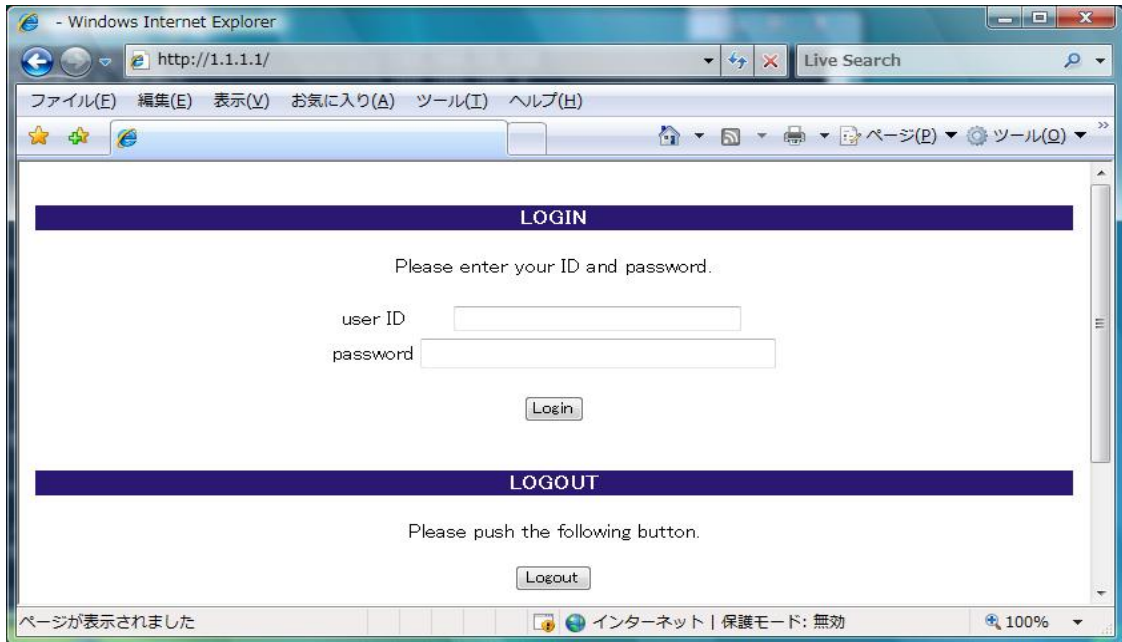 - Windows Internet Explorer
http://1.1.1.1/
Live Search
ファイル(F) 編集(E) 表示(V) お気に入り(A) ツール(T) ヘルプ(H)
ページ(P) ツール(O)
LOGIN
Please enter your ID and password.
user ID
password
Login
LOGOUT
Please push the following button.
Logout
ページが表示されました
インターネット | 保護モード: 無効
100%